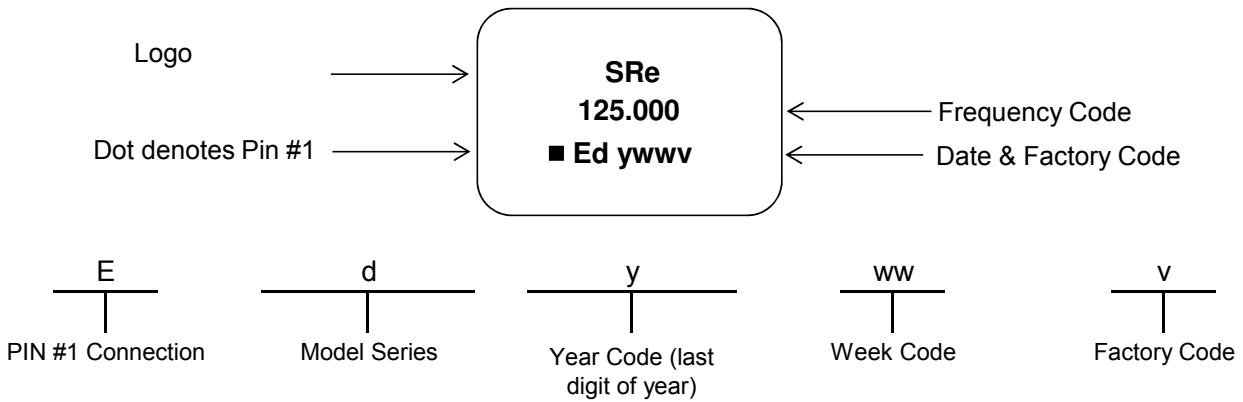 Logo
SRe
125.000
Frequency Code
Dot denotes Pin #1
■ Ed ywwv
Date & Factory Code
E
d
y
ww
v
PIN #1 Connection
Model Series
Year Code (last
digit of year)
Week Code
Factory Code